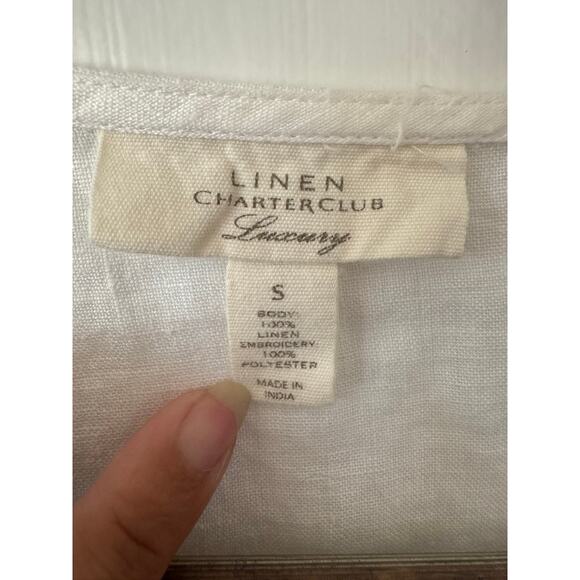 LINEN
CHARTER CLUB
Luxury
S
BODY:
100%
LINEN
EMBROIDERY:
100%
POLYESTER
MADE IN
INDIA